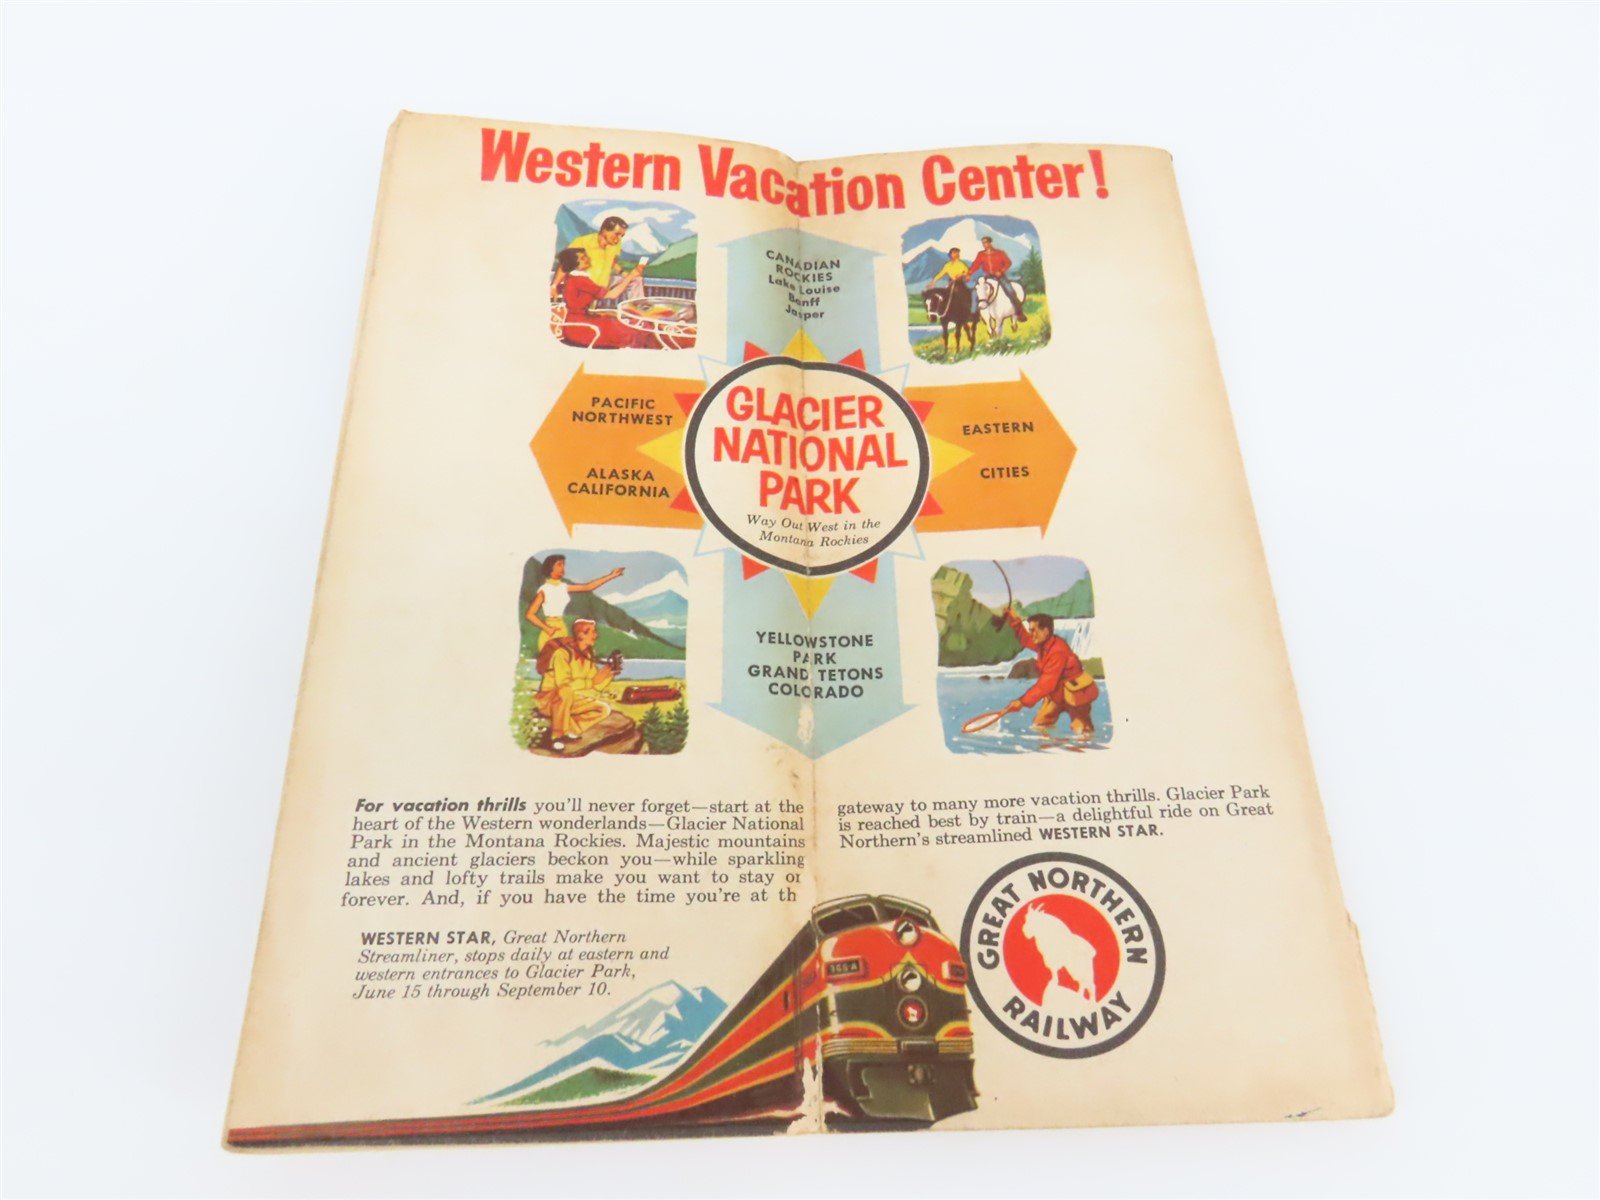 Western Vacation Center!
CANADIAN
ROCKIES
Lake Louise
Banff
Jasper
PACIFIC
NORTHWEST
ALASKA
CALIFORNIA
GLACIER
NATIONAL
PARK
Way Out West in the
Montana Rockies
EASTERN
CITIES
YELLOWSTONE
PARK
GRAND TETONS
COLORADO
For vacation thrills you'll never forget—start at the
heart of the Western wonderlands—Glacier National
Park in the Montana Rockies. Majestic mountains
and ancient glaciers beckon you—while sparkling
lakes and lofty trails make you want to stay
forever. And, if you have the time you're at
gateway to many more vacation thrills. Glacier Park
is reached best by train—a delightful ride on Great
Northern's streamlined WESTERN STAR.
WESTERN STAR, Great Northern
Streamliner, stops daily at eastern and
western entrances to Glacier Park,
June 15 through September 10.
GREAT NORTHERN
RAILWAY